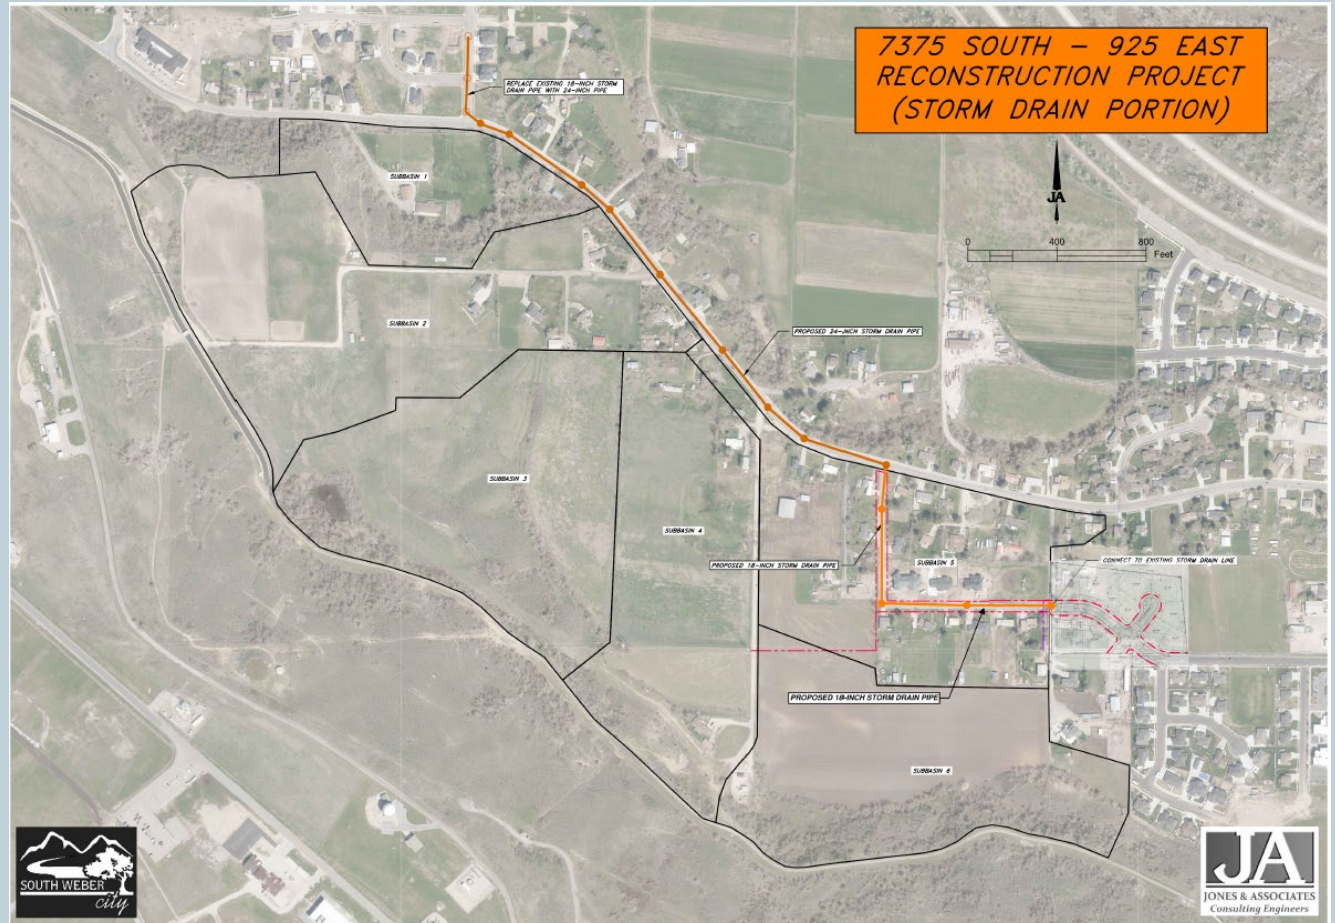 7375 SOUTH - 925 EAST
RECONSTRUCTION PROJECT
(STORM DRAIN PORTION)
REPLACE EXISTING 18-INCH STORM
DRAIN PIPE WITH 24-INCH PIPE
JA
0 400 800
Feet
SUBBASIN 1
SUBBASIN 2
PROPOSED 24-INCH STORM DRAIN PIPE
SUBBASIN 3
SUBBASIN 4
PROPOSED 18-INCH STORM DRAIN PIPE
SUBBASIN 5
CONNECT TO EXISTING STORM DRAIN LINE
PROPOSED 18-INCH STORM DRAIN PIPE
SUBBASIN 6
SOUTH WEBER
city
JA
JONES & ASSOCIATES
Consulting Engineers